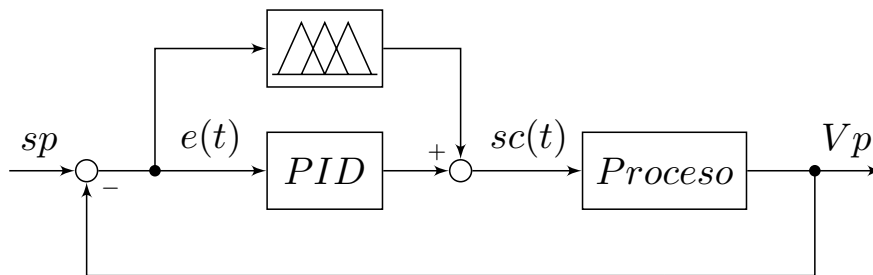 sp
e(t)
sc(t)
Vp
PID
+
Proceso
−